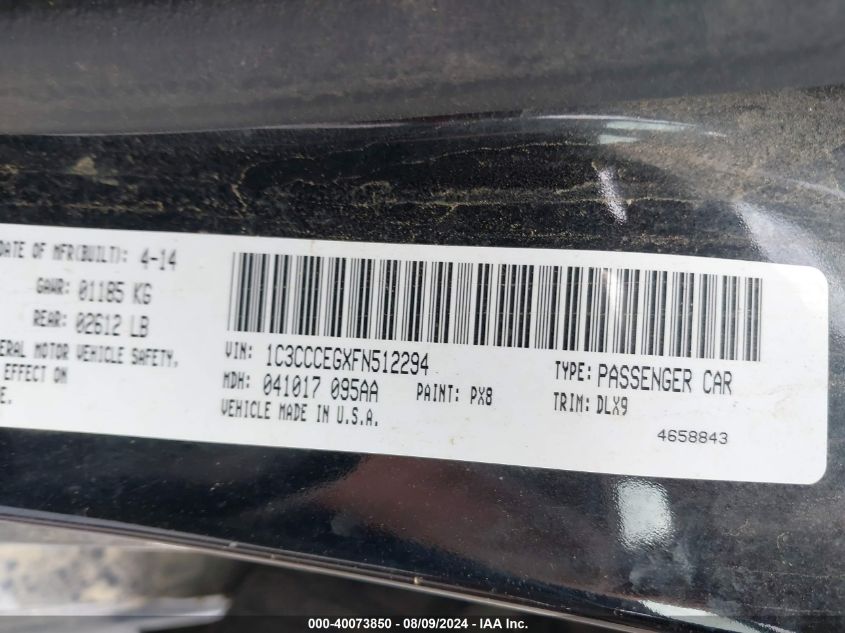 DATE OF MFR(BUILT): 4-14
GAWR: 01185 KG
REAR: 02612 LB
ERAL MOTOR VEHICLE SAFETY,
EFFECT ON
E.
VIN: 1C3CCCEGXFN512294
MDH: 041017 095AA
PAINT: PX8
VEHICLE MADE IN U.S.A.
TYPE: PASSENGER CAR
TRIM: DLX9
4658843
000-40073850 - 08/09/2024 - IAA Inc.